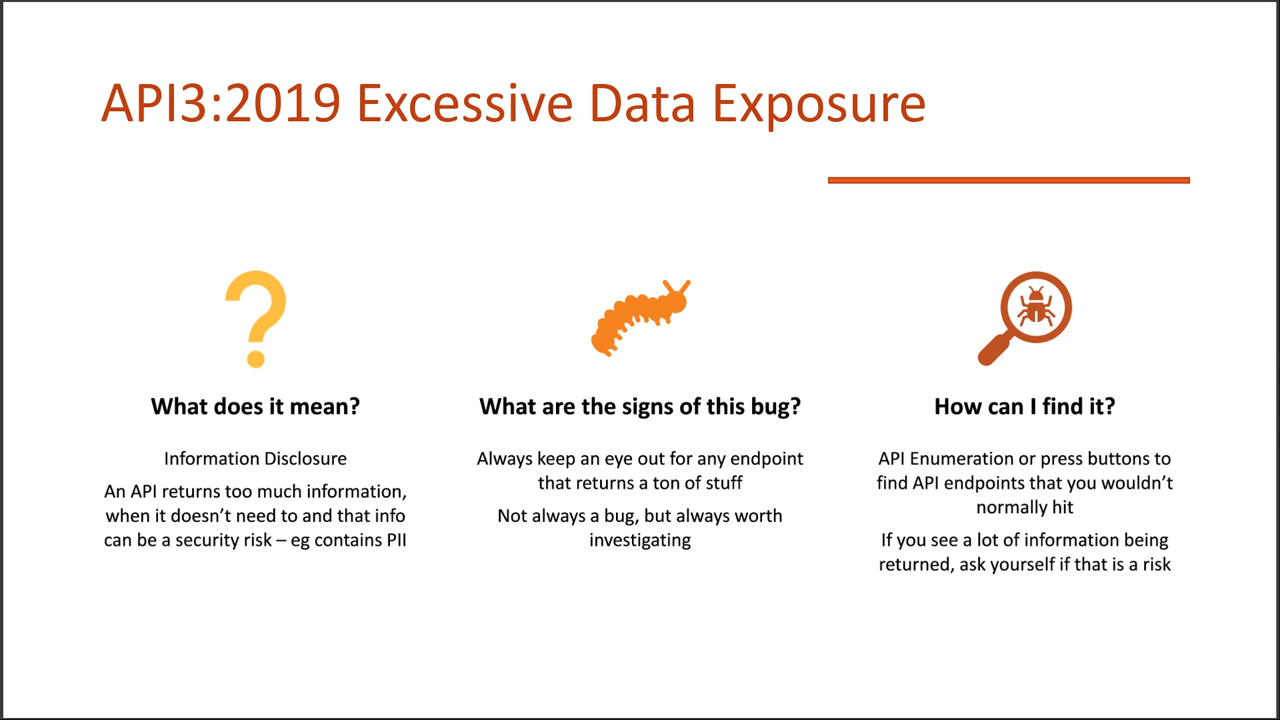 API3:2019 Excessive Data Exposure
What does it mean?
Information Disclosure
An API returns too much information,
when it doesn’t need to and that info
can be a security risk – eg contains PII
What are the signs of this bug?
Always keep an eye out for any endpoint
that returns a ton of stuff
Not always a bug, but always worth
investigating
How can I find it?
API Enumeration or press buttons to
find API endpoints that you wouldn’t
normally hit
If you see a lot of information being
returned, ask yourself if that is a risk